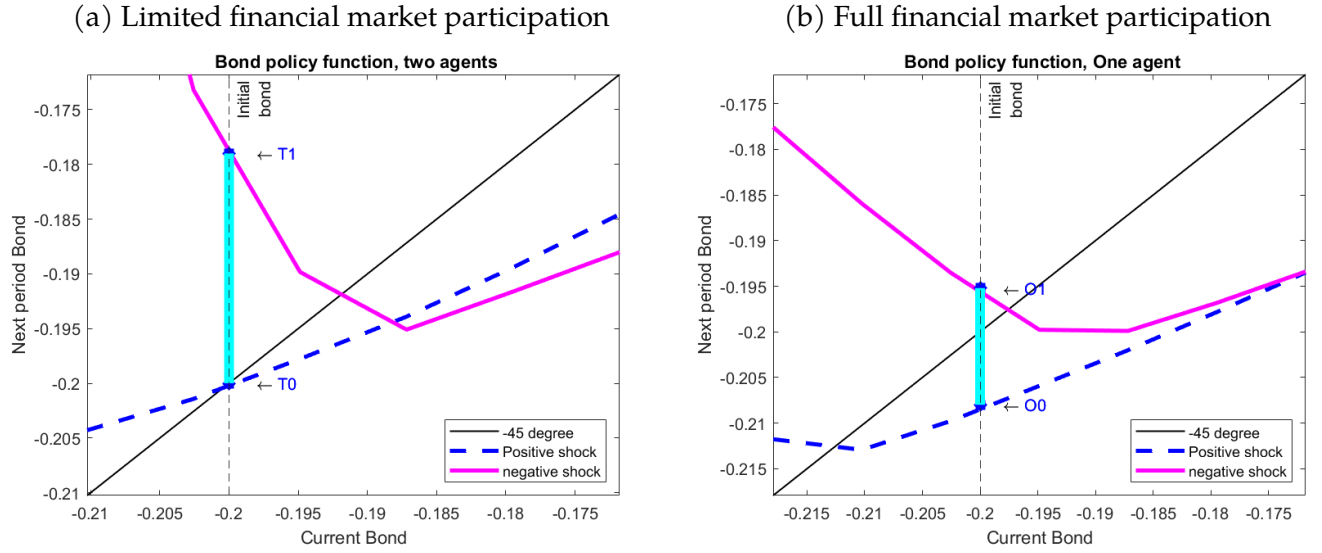 (a) Limited financial market participation
Bond policy function, two agents
Next period Bond
-0.175
-0.18
-0.185
-0.19
-0.195
-0.2
-0.205
-0.21
Initial
bond
← T1
← T0
-45 degree
Positive shock
negative shock
-0.21
-0.205
-0.2
-0.195
-0.19
-0.185
-0.18
-0.175
Current Bond
(b) Full financial market participation
Bond policy function, One agent
Next period Bond
-0.175
-0.18
-0.185
-0.19
-0.195
-0.2
-0.205
-0.21
-0.215
Initial
bond
← O1
← O0
-45 degree
Positive shock
negative shock
-0.215
-0.21
-0.205
-0.2
-0.195
-0.19
-0.185
-0.18
-0.175
Current Bond